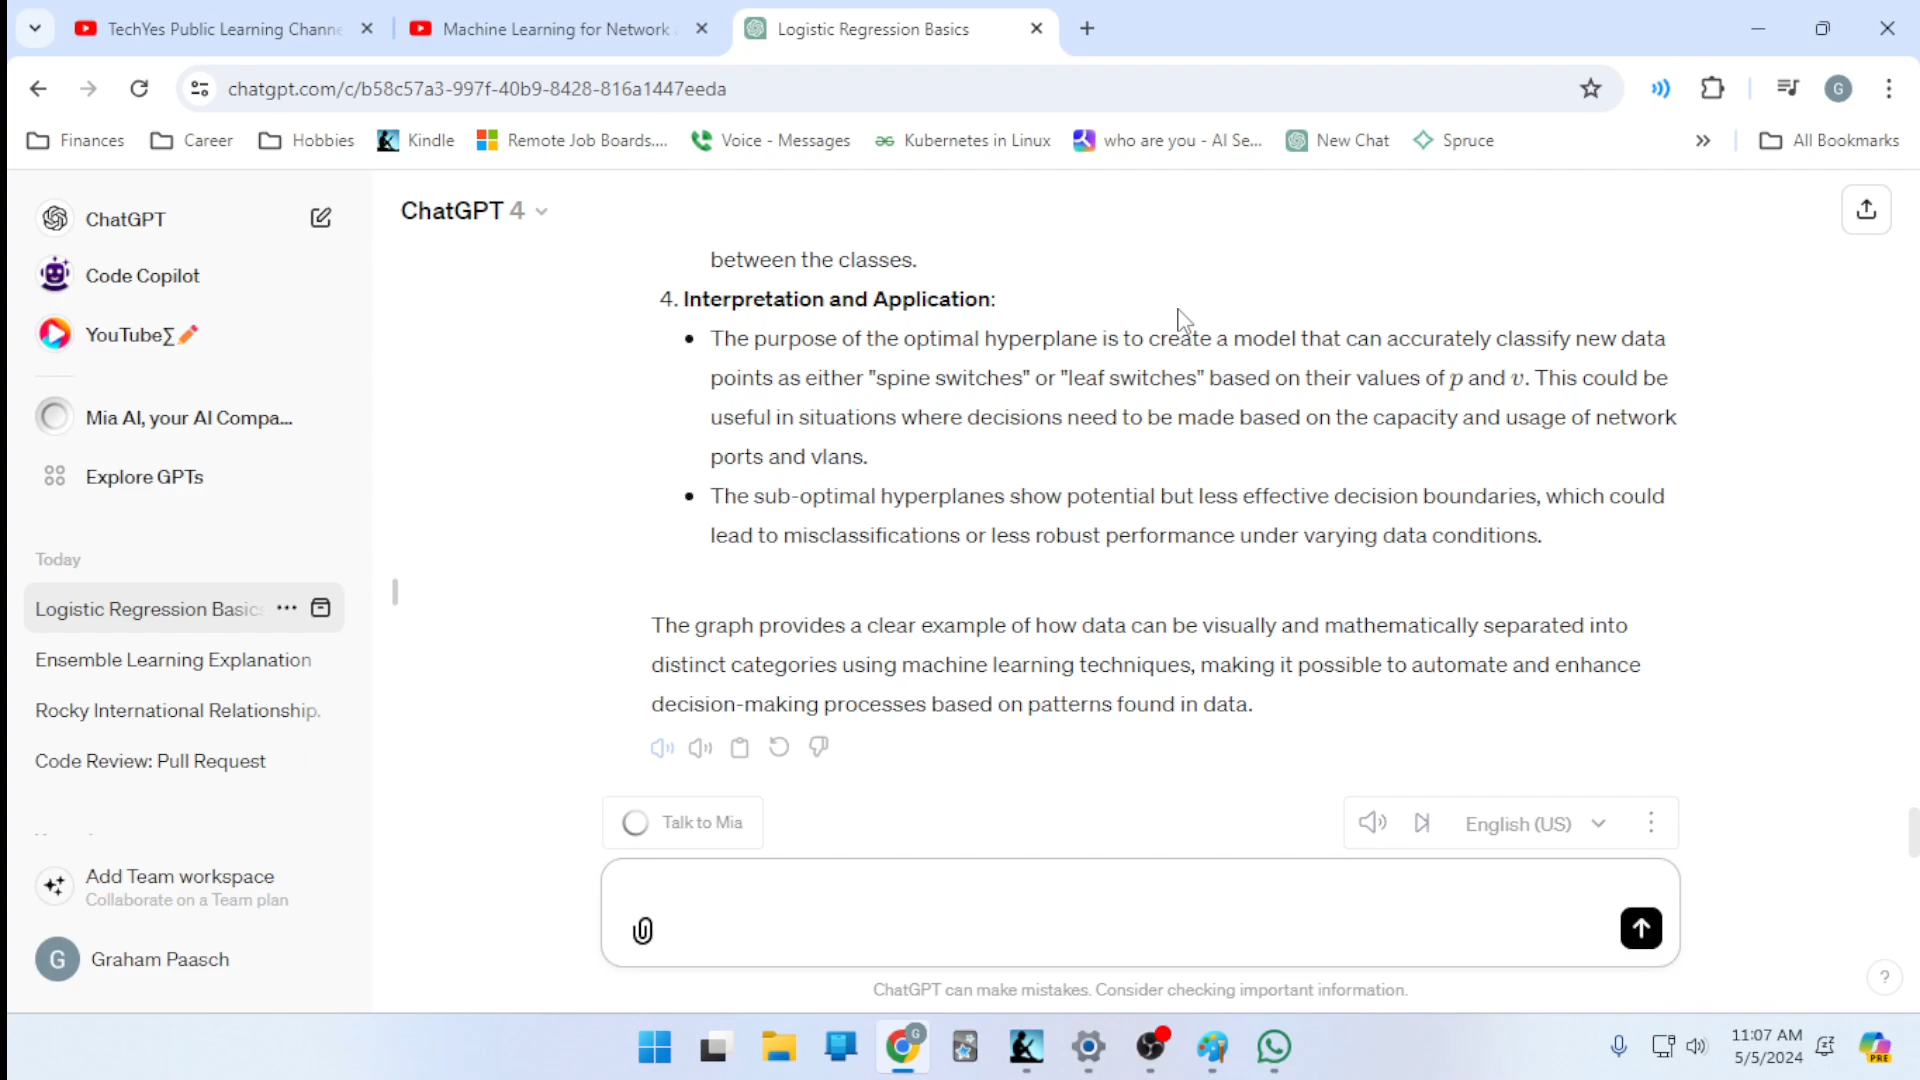 TechYes Public Learning Channe
Machine Learning for Network
Logistic Regression Basics
chatgpt.com/c/b58c57a3-997f-40b9-8428-816a1447eeda
G
Finances
Career
Hobbies
Kindle
Remote Job Boards....
Voice - Messages
Kubernetes in Linux
who are you - AI Se...
New Chat
Spruce
All Bookmarks
ChatGPT
Code Copilot
YouTube∑
Mia AI, your AI Compa...
Explore GPTs
Today
Logistic Regression Basics
Ensemble Learning Explanation
Rocky International Relationship.
Code Review: Pull Request
Add Team workspace
Collaborate on a Team plan
G
Graham Paasch
ChatGPT 4
between the classes.
4. Interpretation and Application:
• The purpose of the optimal hyperplane is to create a model that can accurately classify new data
points as either "spine switches" or "leaf switches" based on their values of p and v. This could be
useful in situations where decisions need to be made based on the capacity and usage of network
ports and vlans.
• The sub-optimal hyperplanes show potential but less effective decision boundaries, which could
lead to misclassifications or less robust performance under varying data conditions.
The graph provides a clear example of how data can be visually and mathematically separated into
distinct categories using machine learning techniques, making it possible to automate and enhance
decision-making processes based on patterns found in data.
Talk to Mia
English (US)
ChatGPT can make mistakes. Consider checking important information.
?
G
11:07 AM
5/5/2024
PRE